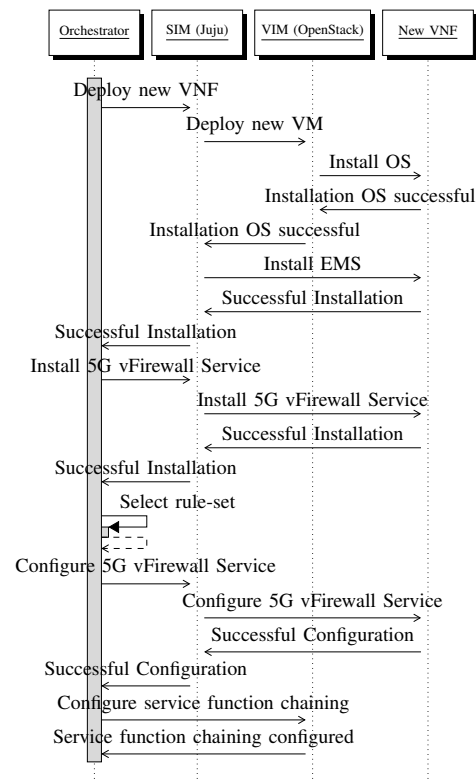 Orchestrator
SIM (Juju)
VIM (OpenStack)
New VNF
Deploy new VNF
Deploy new VM
Install OS
Installation OS successful
Installation OS successful
Install EMS
Successful Installation
Successful Installation
Install 5G vFirewall Service
Install 5G vFirewall Service
Successful Installation
Successful Installation
Select rule-set
Configure 5G vFirewall Service
Configure 5G vFirewall Service
Successful Configuration
Successful Configuration
Configure service function chaining
Service function chaining configured